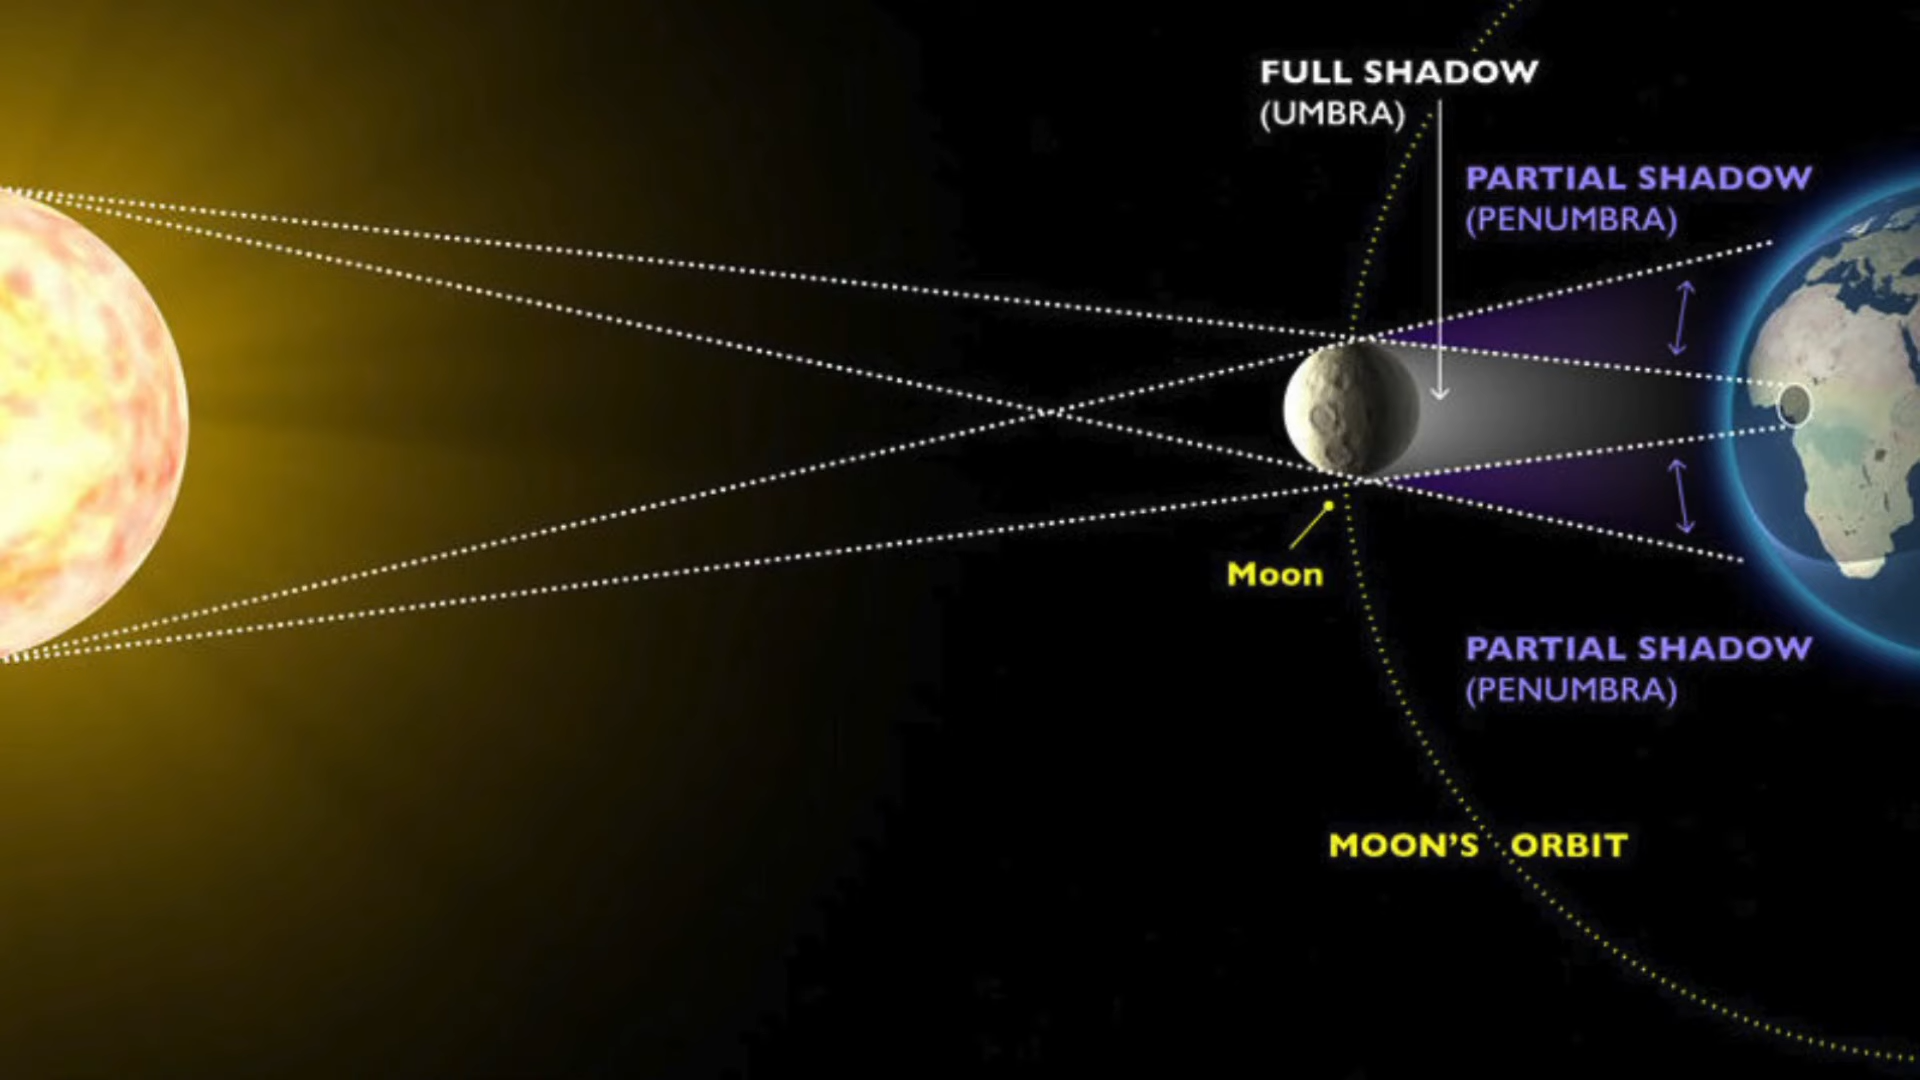 FULL SHADOW
(UMBRA)
PARTIAL SHADOW
(PENUMBRA)
Moon
PARTIAL SHADOW
(PENUMBRA)
MOON’S ORBIT